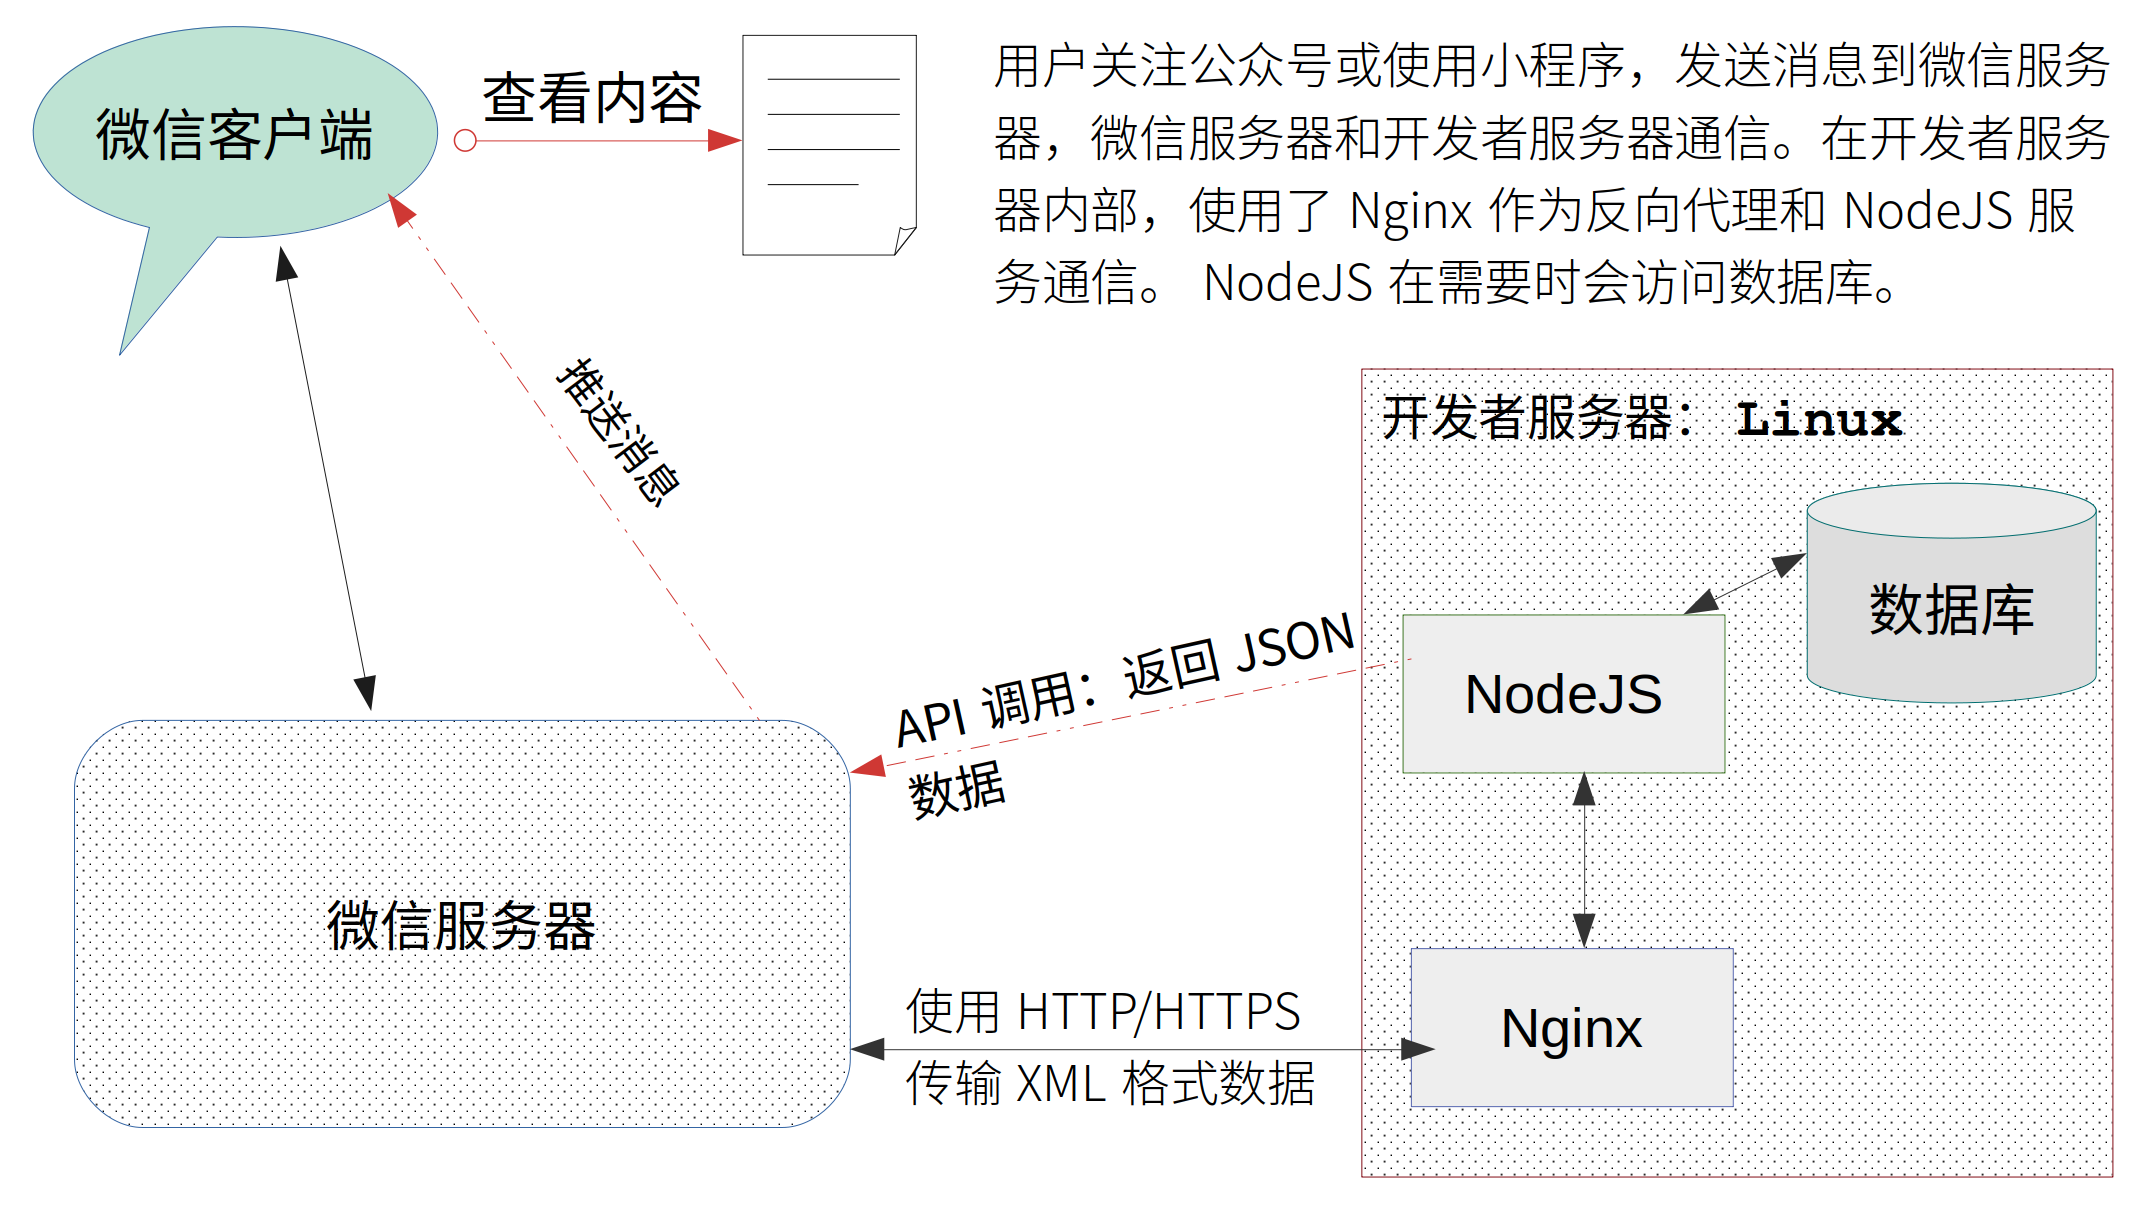 微信客户端
查看内容
用户关注公众号或使用小程序，发送消息到微信服务
器，微信服务器和开发者服务器通信。在开发者服务
器内部，使用了 Nginx 作为反向代理和 NodeJS 服
务通信。 NodeJS 在需要时会访问数据库。
推送消息
开发者服务器： Linux
数据库
API 调用：返回 JSON
数据
NodeJS
微信服务器
使用 HTTP/HTTPS
传输 XML 格式数据
Nginx